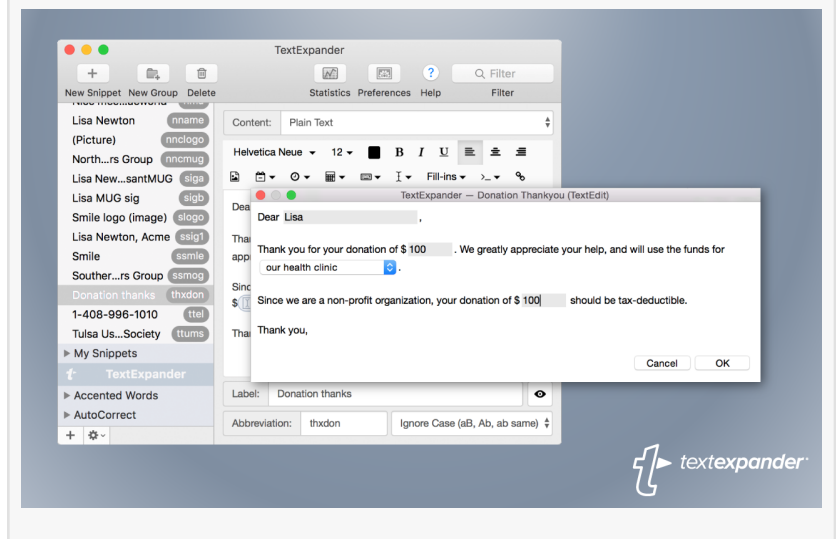 TextExpander
New Snippet New Group Delete Statistics Preferences Help Filter
? Filter
Lisa Newton nname
(Picture) nnclogo
North...rs Group nncmug
Lisa New...santMUG siga
Lisa MUG sig sigb
Smile logo (image) slogo
Lisa Newton, Acme ssig1
Smile ssmle
Souther...rs Group ssmog
Donation thanks thxdon
1-408-996-1010 ttel
Tulsa Us...Society ttums
My Snippets
TextExpander
Accented Words
AutoCorrect
Content: Plain Text
Helvetica Neue 12 B I U
Fill-ins
Dea
Tha
app
Sinc
$
Tha
TextExpander — Donation Thankyou (TextEdit)
Dear Lisa ,
Thank you for your donation of $ 100 . We greatly appreciate your help, and will use the funds for
our health clinic .
Since we are a non-profit organization, your donation of $ 100 should be tax-deductible.
Thank you,
Cancel OK
Label: Donation thanks
Abbreviation: thxdon Ignore Case (aB, Ab, ab same)
textexpander